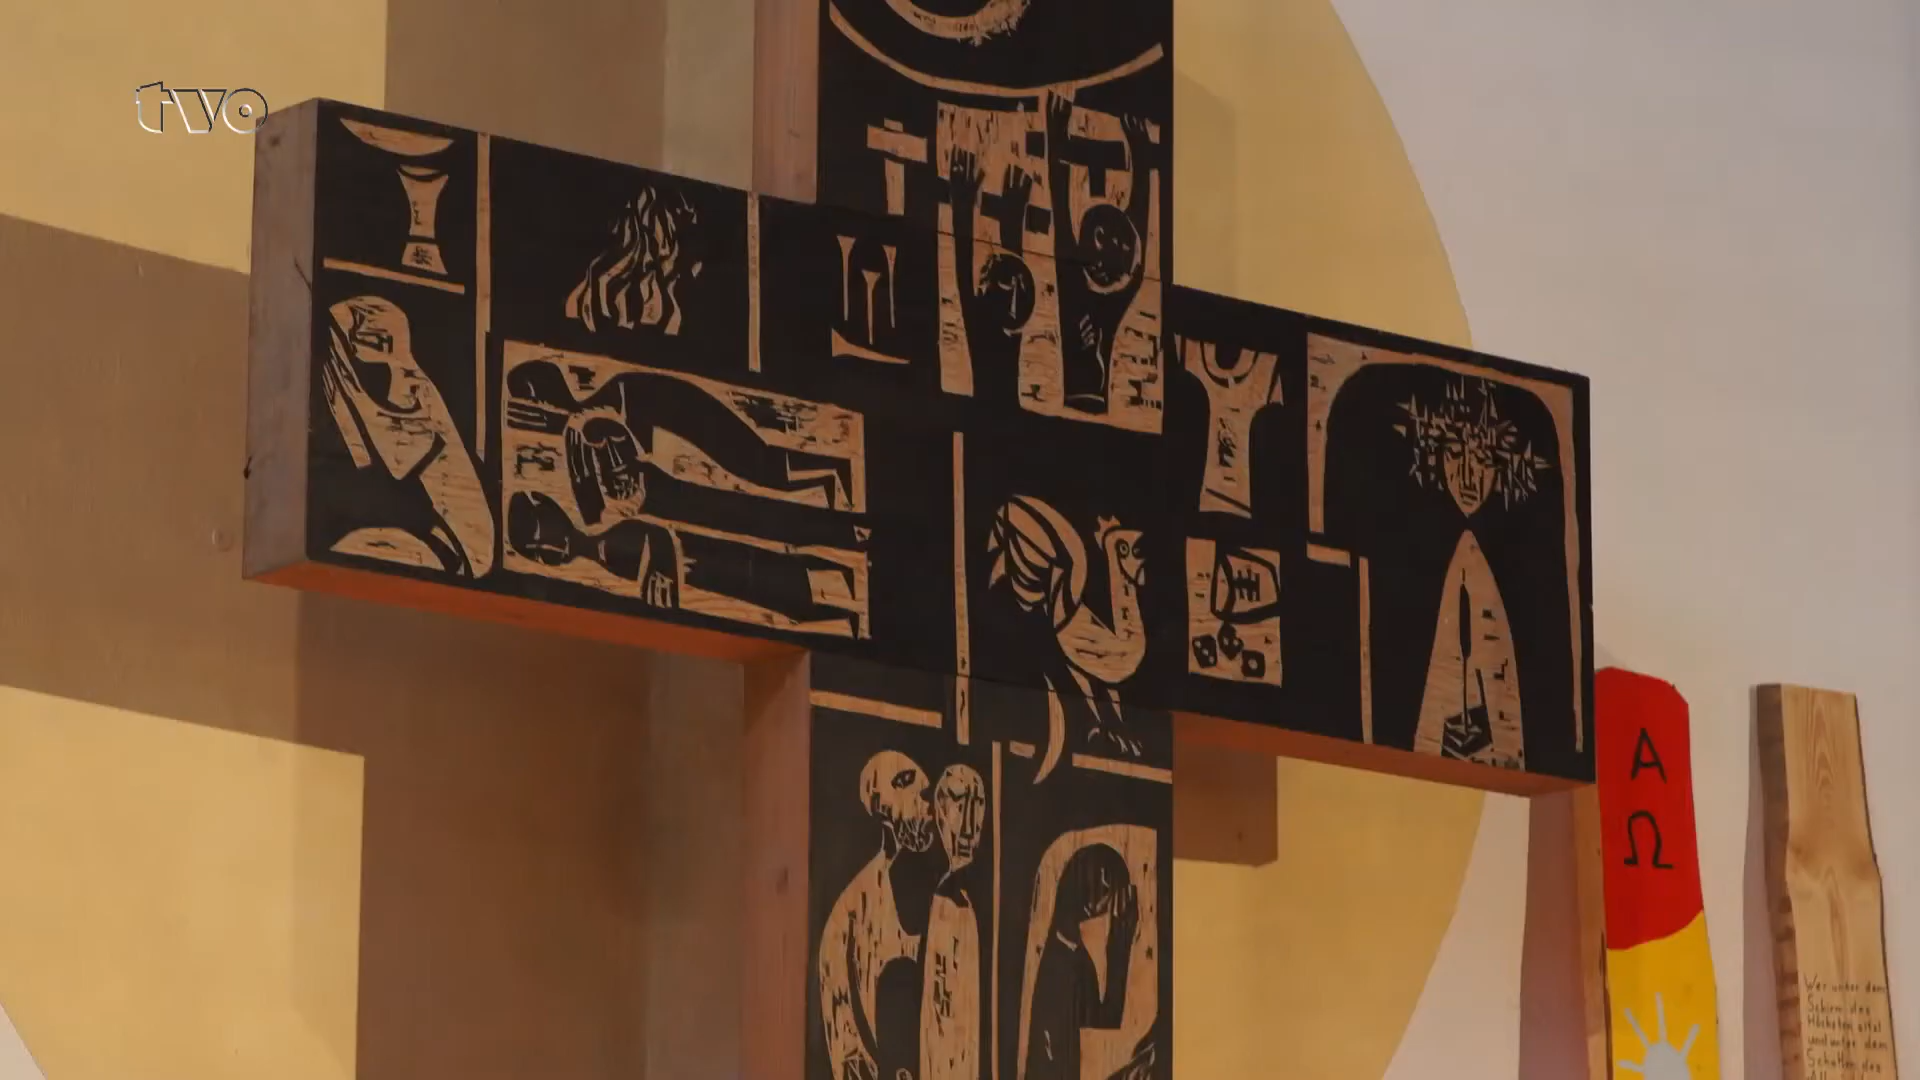 tvo
Α
Ω
Wer unter dem
Schirm des
Höchsten sitzt
und unter dem
Schatten des